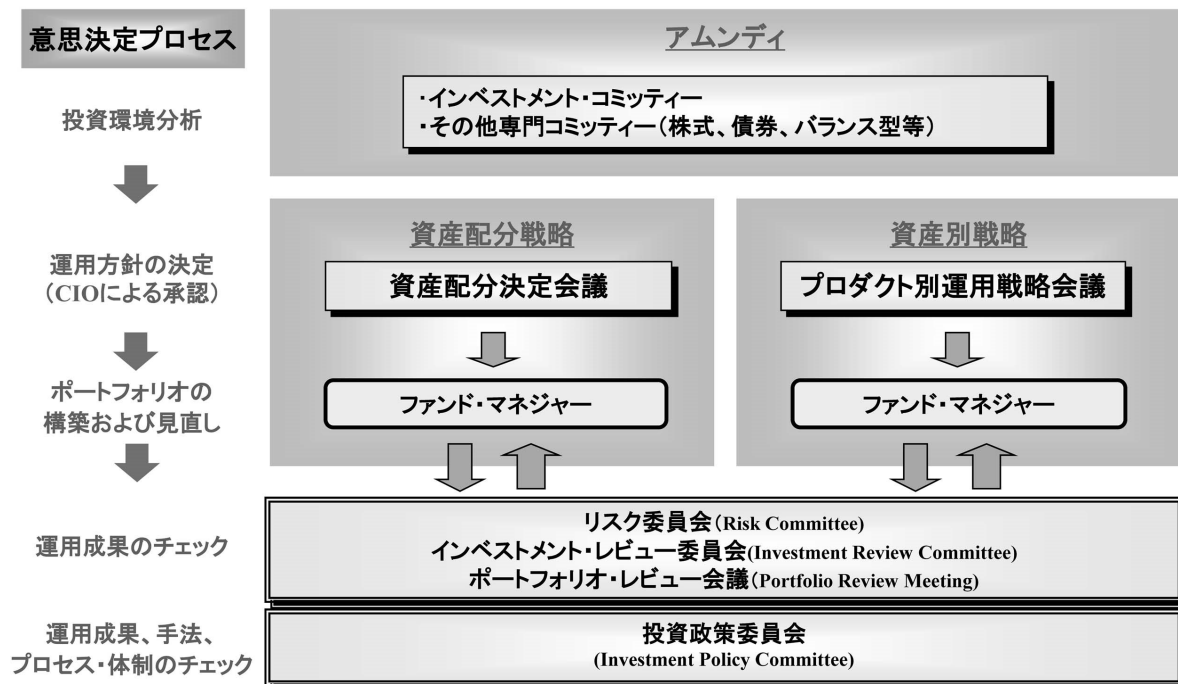 意思決定プロセス
アムンディ
投資環境分析
・インベストメント・コミッティー
・その他専門コミッティー（株式、債券、バランス型等）
運用方針の決定
（CIOによる承認）
資産配分戦略
資産配分決定会議
資産別戦略
プロダクト別運用戦略会議
ポートフォリオの
構築および見直し
ファンド・マネジャー
ファンド・マネジャー
運用成果のチェック
リスク委員会（Risk Committee）
インベストメント・レビュー委員会(Investment Review Committee)
ポートフォリオ・レビュー会議（Portfolio Review Meeting)
運用成果、手法、
プロセス・体制のチェック
投資政策委員会
(Investment Policy Committee)